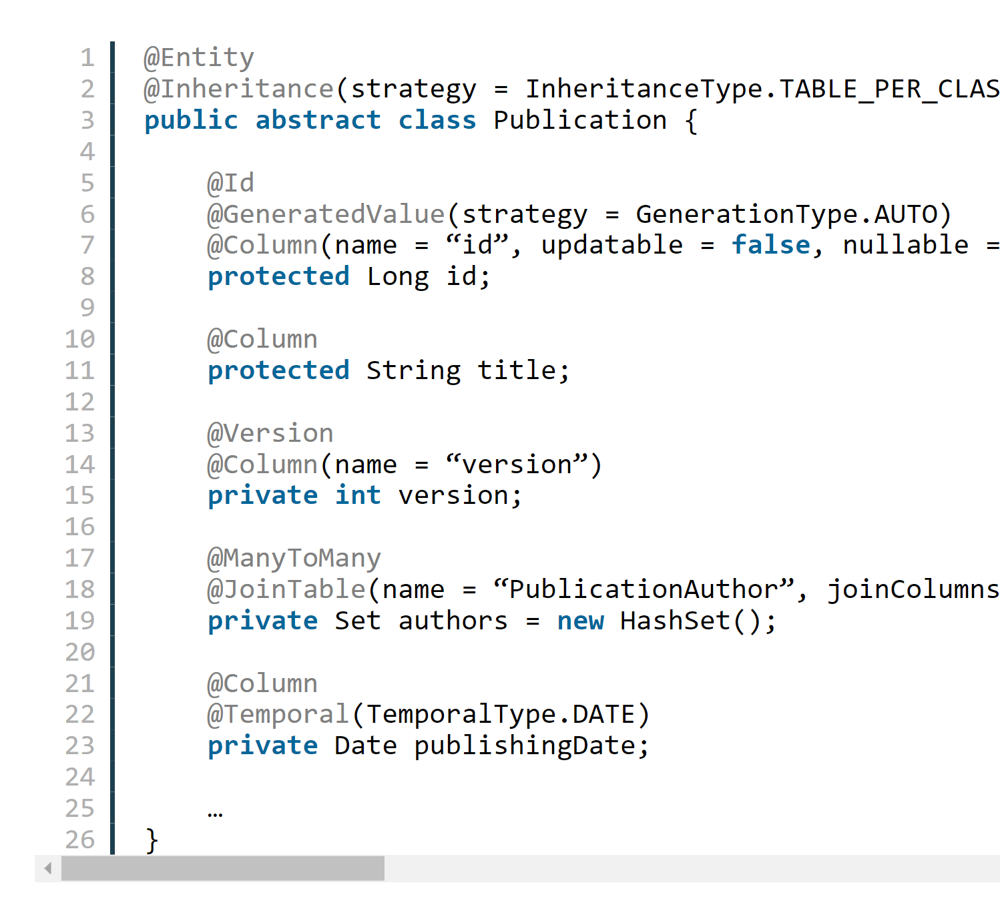 1 @Entity
2 @Inheritance(strategy = InheritanceType.TABLE_PER_CLAS
3 public abstract class Publication {
4
5 @Id
6 @GeneratedValue(strategy = GenerationType.AUTO)
7 @Column(name = “id”, updatable = false, nullable =
8 protected Long id;
9
10 @Column
11 protected String title;
12
13 @Version
14 @Column(name = “version”)
15 private int version;
16
17 @ManyToMany
18 @JoinTable(name = “PublicationAuthor”, joinColumns
19 private Set authors = new HashSet();
20
21 @Column
22 @Temporal(TemporalType.DATE)
23 private Date publishingDate;
24
25 …
26 }